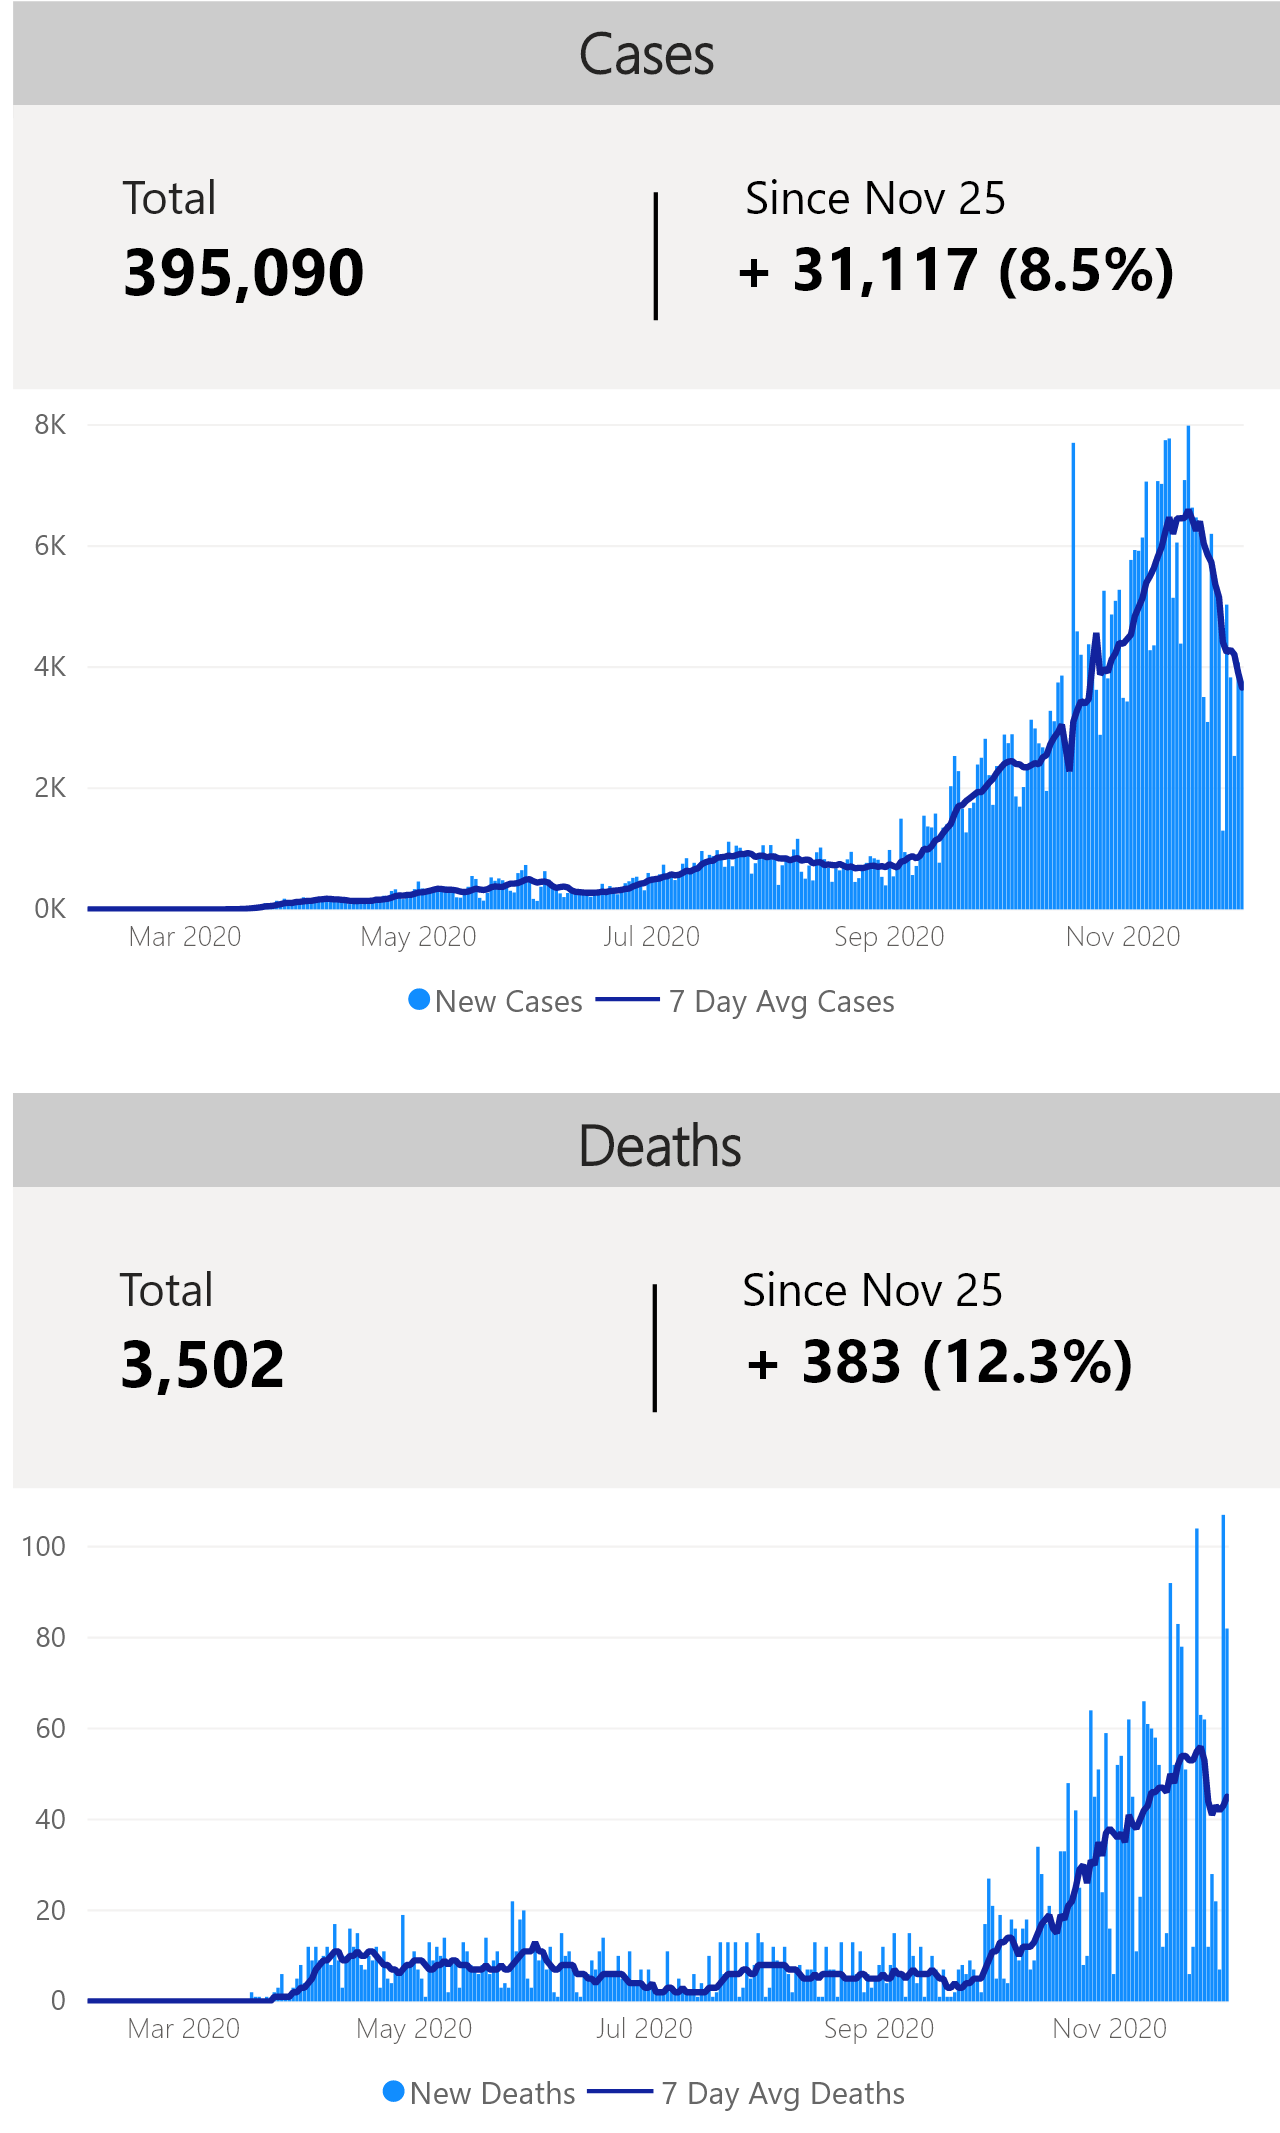 Cases
Total
Since Nov 25
395,090
+ 31,117 (8.5%)
8K
6K
4K
2K
0K
Mar 2020 May 2020 Jul 2020 Sep 2020 Nov 2020
New Cases 7 Day Avg Cases
Deaths
Total
Since Nov 25
3,502
+ 383 (12.3%)
100
80
60
40
20
0
Mar 2020 May 2020 Jul 2020 Sep 2020 Nov 2020
New Deaths 7 Day Avg Deaths